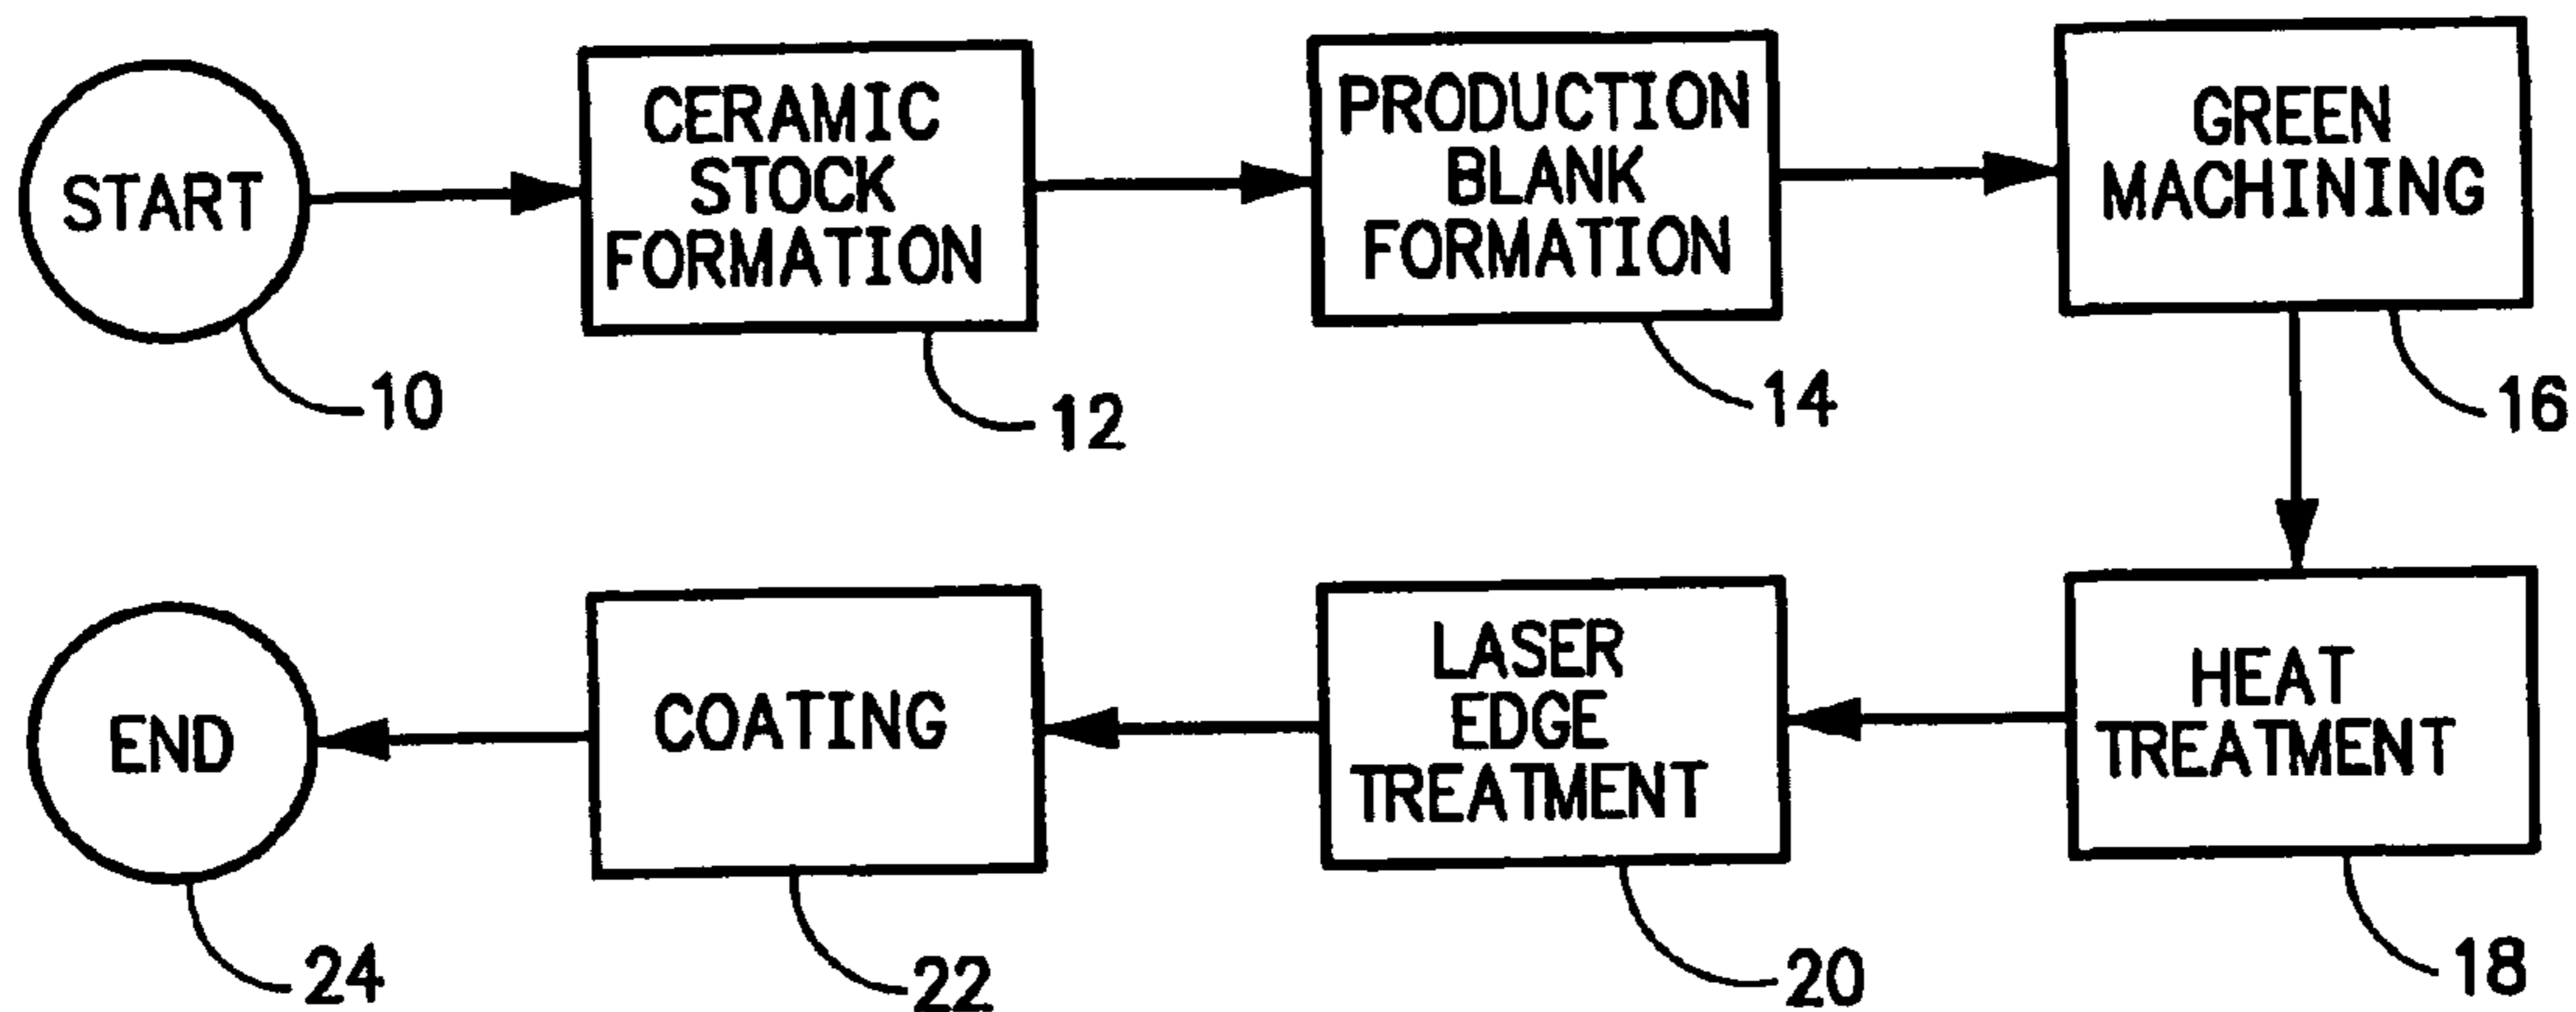 START
CERAMIC
STOCK
FORMATION
PRODUCTION
BLANK
FORMATION
GREEN
MACHINING
10
12
14
16
END
COATING
LASER
EDGE
TREATMENT
HEAT
TREATMENT
24
22
20
18